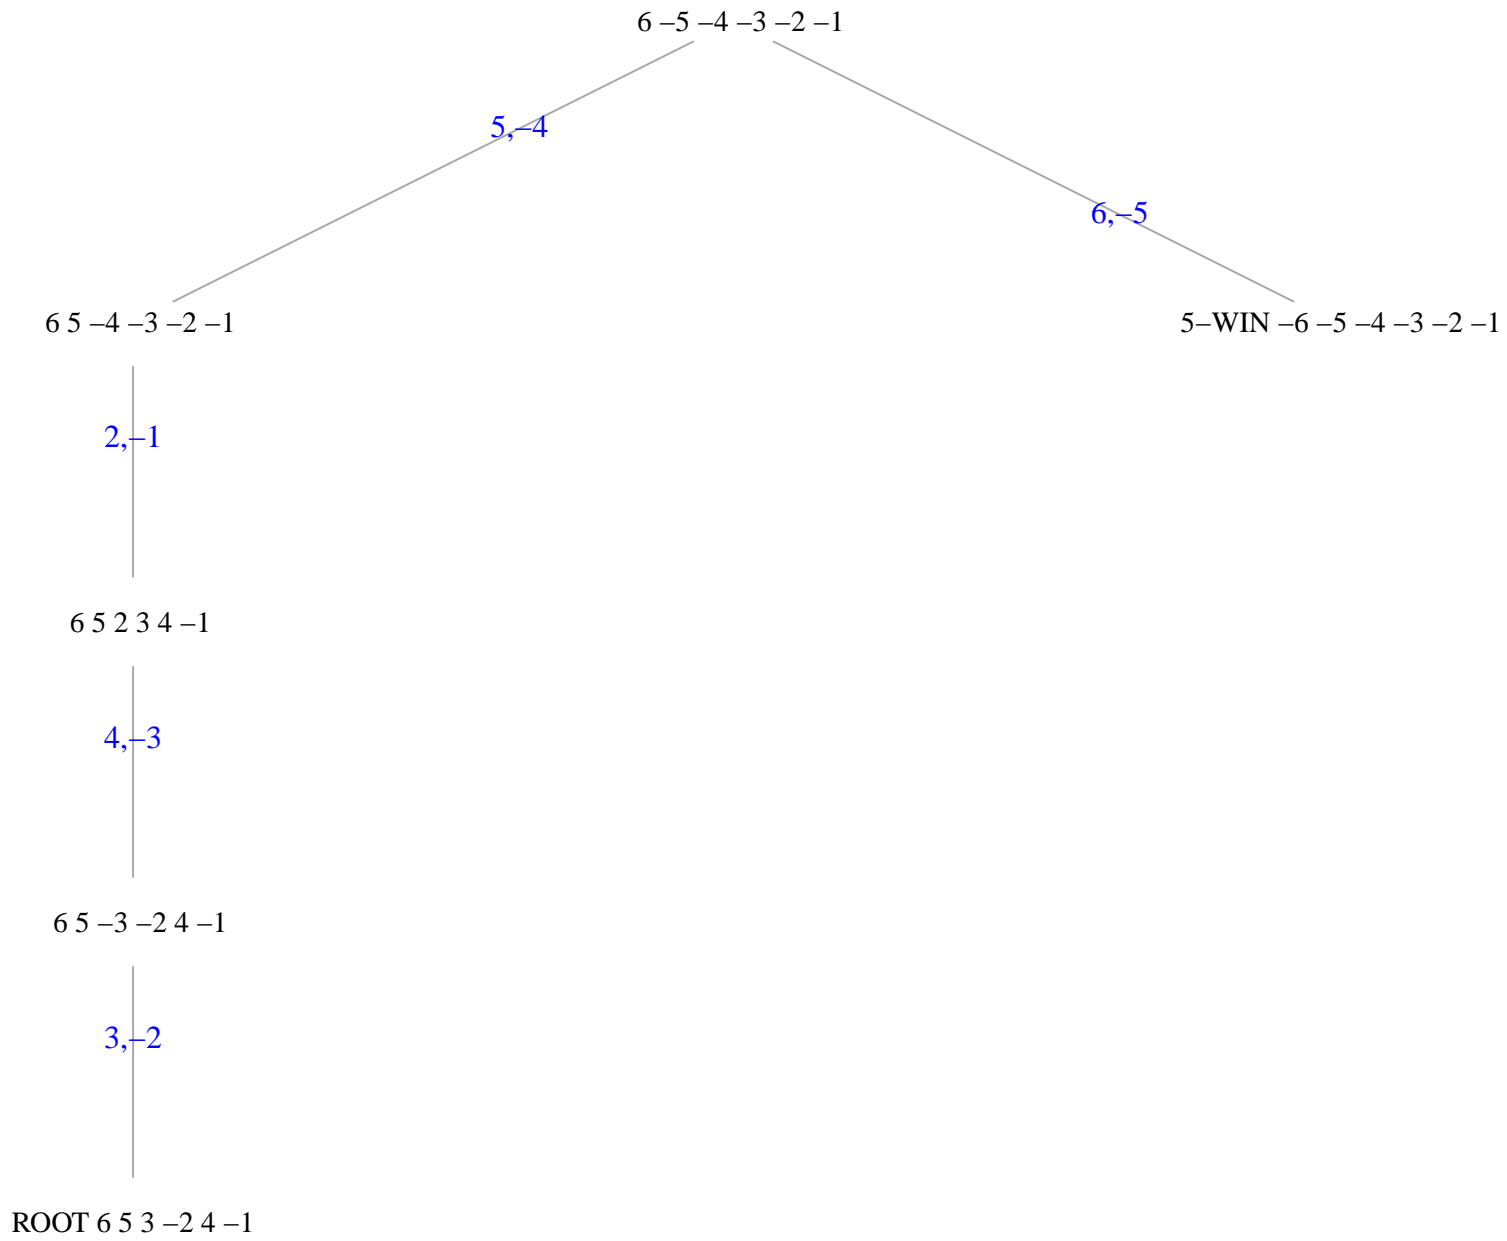 6 –5 –4 –3 –2 –1
5,–4
6,–5
6 5 –4 –3 –2 –1
5–WIN –6 –5 –4 –3 –2 –1
2,–1
6 5 2 3 4 –1
4,–3
6 5 –3 –2 4 –1
3,–2
ROOT 6 5 3 –2 4 –1